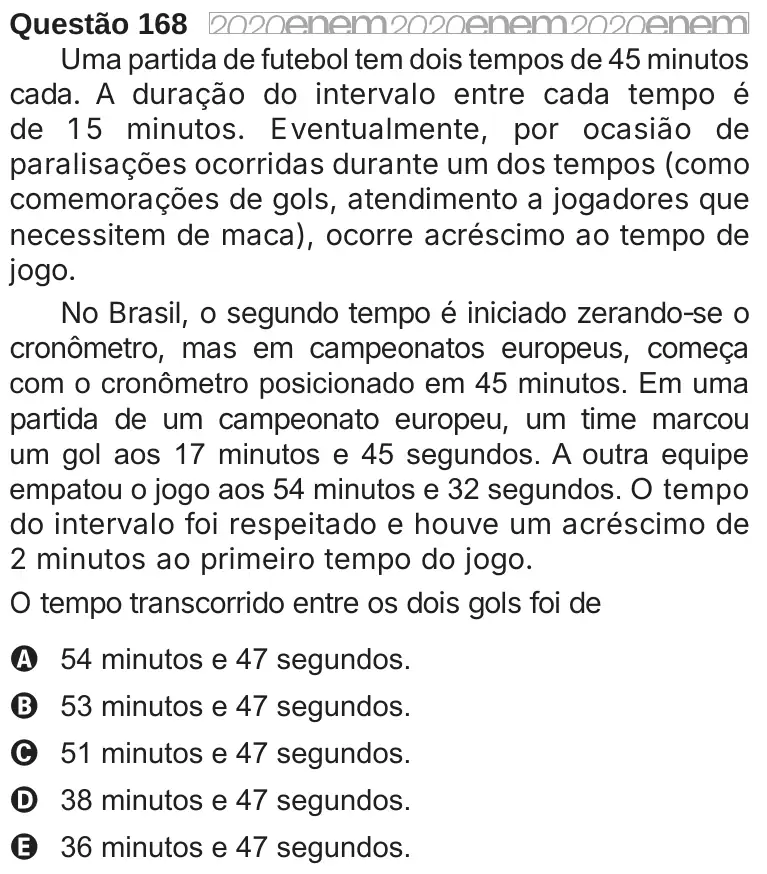 Questão 168 2020enem2020enem2020enem
Uma partida de futebol tem dois tempos de 45 minutos
cada. A duração do intervalo entre cada tempo é
de 15 minutos. Eventualmente, por ocasião de
paralisações ocorridas durante um dos tempos (como
comemorações de gols, atendimento a jogadores que
necessitem de maca), ocorre acréscimo ao tempo de
jogo.
No Brasil, o segundo tempo é iniciado zerando-se o
cronômetro, mas em campeonatos europeus, começa
com o cronômetro posicionado em 45 minutos. Em uma
partida de um campeonato europeu, um time marcou
um gol aos 17 minutos e 45 segundos. A outra equipe
empatou o jogo aos 54 minutos e 32 segundos. O tempo
do intervalo foi respeitado e houve um acréscimo de
2 minutos ao primeiro tempo do jogo.
O tempo transcorrido entre os dois gols foi de
A 54 minutos e 47 segundos.
B 53 minutos e 47 segundos.
C 51 minutos e 47 segundos.
D 38 minutos e 47 segundos.
E 36 minutos e 47 segundos.